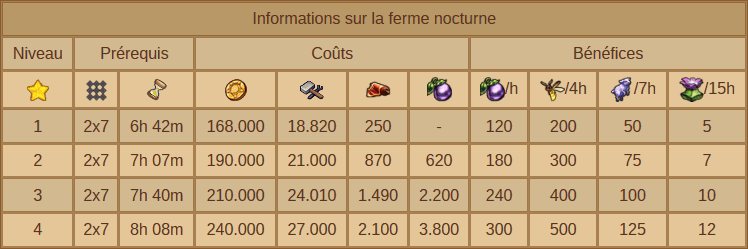 Informations sur la ferme nocturne
Niveau Prérequis Coûts Bénéfices
/h /4h /7h /15h
1 2x7 6h 42m 168.000 18.820 250 - 120 200 50 5
2 2x7 7h 07m 190.000 21.000 870 620 180 300 75 7
3 2x7 7h 40m 210.000 24.010 1.490 2.200 240 400 100 10
4 2x7 8h 08m 240.000 27.000 2.100 3.800 300 500 125 12